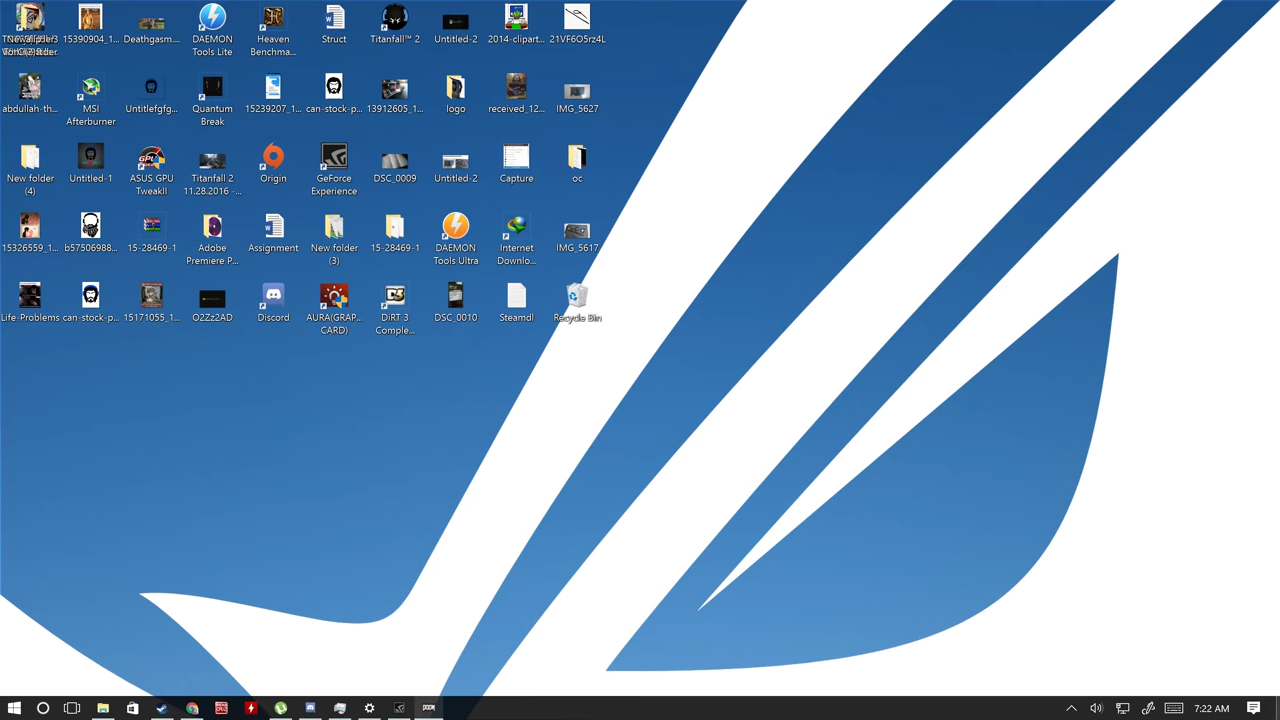 15390904_1...
Deathgasm....
DAEMON
Tools Lite
Heaven
Benchma...
Struct
Titanfall™ 2
Untitled-2
2014-clipart...
21VF6O5rz4L
abdullah-th...
MSI
Afterburner
Untitlefgfg...
Quantum
Break
15239207_1...
can-stock-p...
13912605_1...
logo
received_12...
IMG_5627
New folder
(4)
Untitled-1
ASUS GPU
TweakII
Titanfall 2
11.28.2016 -...
Origin
GeForce
Experience
DSC_0009
Untitled-2
Capture
oc
15326559_1...
b57506988...
15-28469-1
Adobe
Premiere P...
Assignment
New folder
(3)
15-28469-1
DAEMON
Tools Ultra
Internet
Downlo...
IMG_5617
Life-Problems
can-stock-p...
15171055_1...
O2Zz2AD
Discord
AURA(GRAP...
CARD)
DiRT 3
Comple...
DSC_0010
Steamdl
Recycle Bin
7:22 AM